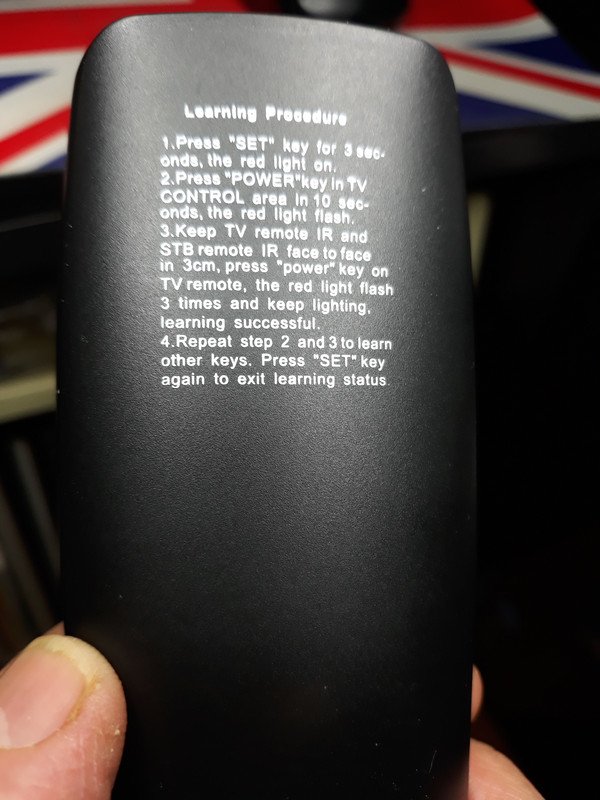 Learning Procedure
1.Press "SET" key for 3 sec-
onds, the red light on.
2.Press "POWER"key in TV
CONTROL area in 10 sec-
onds, the red light flash.
3.Keep TV remote IR and
STB remote IR face to face
in 3cm, press "power" key on
TV remote, the red light flash
3 times and keep lighting,
learning successful.
4.Repeat step 2 and 3 to learn
other keys. Press "SET" key
again to exit learning status.